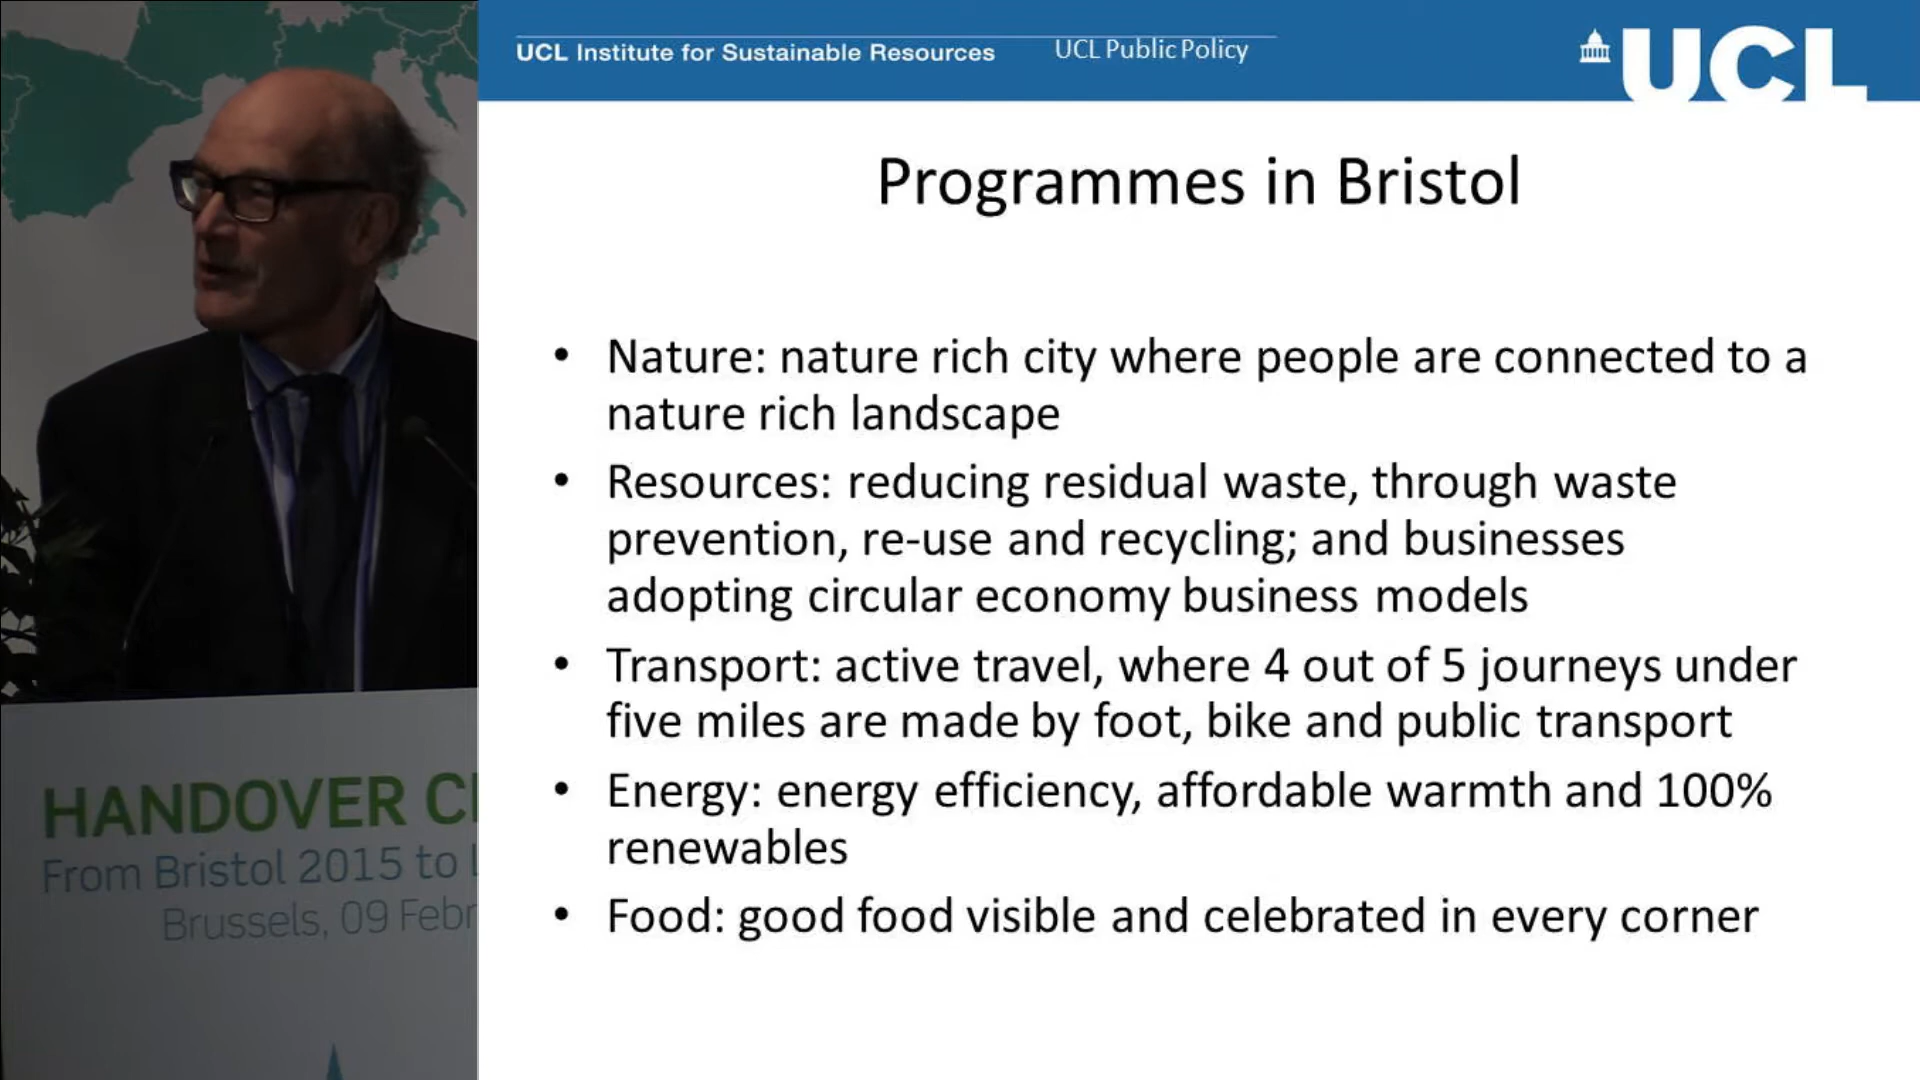 UCL Institute for Sustainable Resources
UCL Public Policy
UCL
Programmes in Bristol
• Nature: nature rich city where people are connected to a
nature rich landscape
• Resources: reducing residual waste, through waste
prevention, re-use and recycling; and businesses
adopting circular economy business models
• Transport: active travel, where 4 out of 5 journeys under
five miles are made by foot, bike and public transport
• Energy: energy efficiency, affordable warmth and 100%
renewables
• Food: good food visible and celebrated in every corner
HANDOVER
From Bristol 2015 to
Brussels, 09